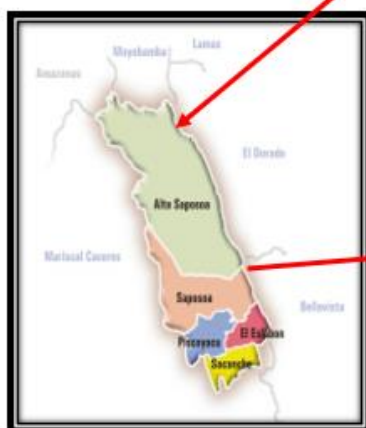 Lamas
Moyobamba
Amazonas
El Dorado
Alto Saposoa
Mariscal Caceres
Saposoa
Bellavista
El Eslabon
Piscoyacu
Sacanche